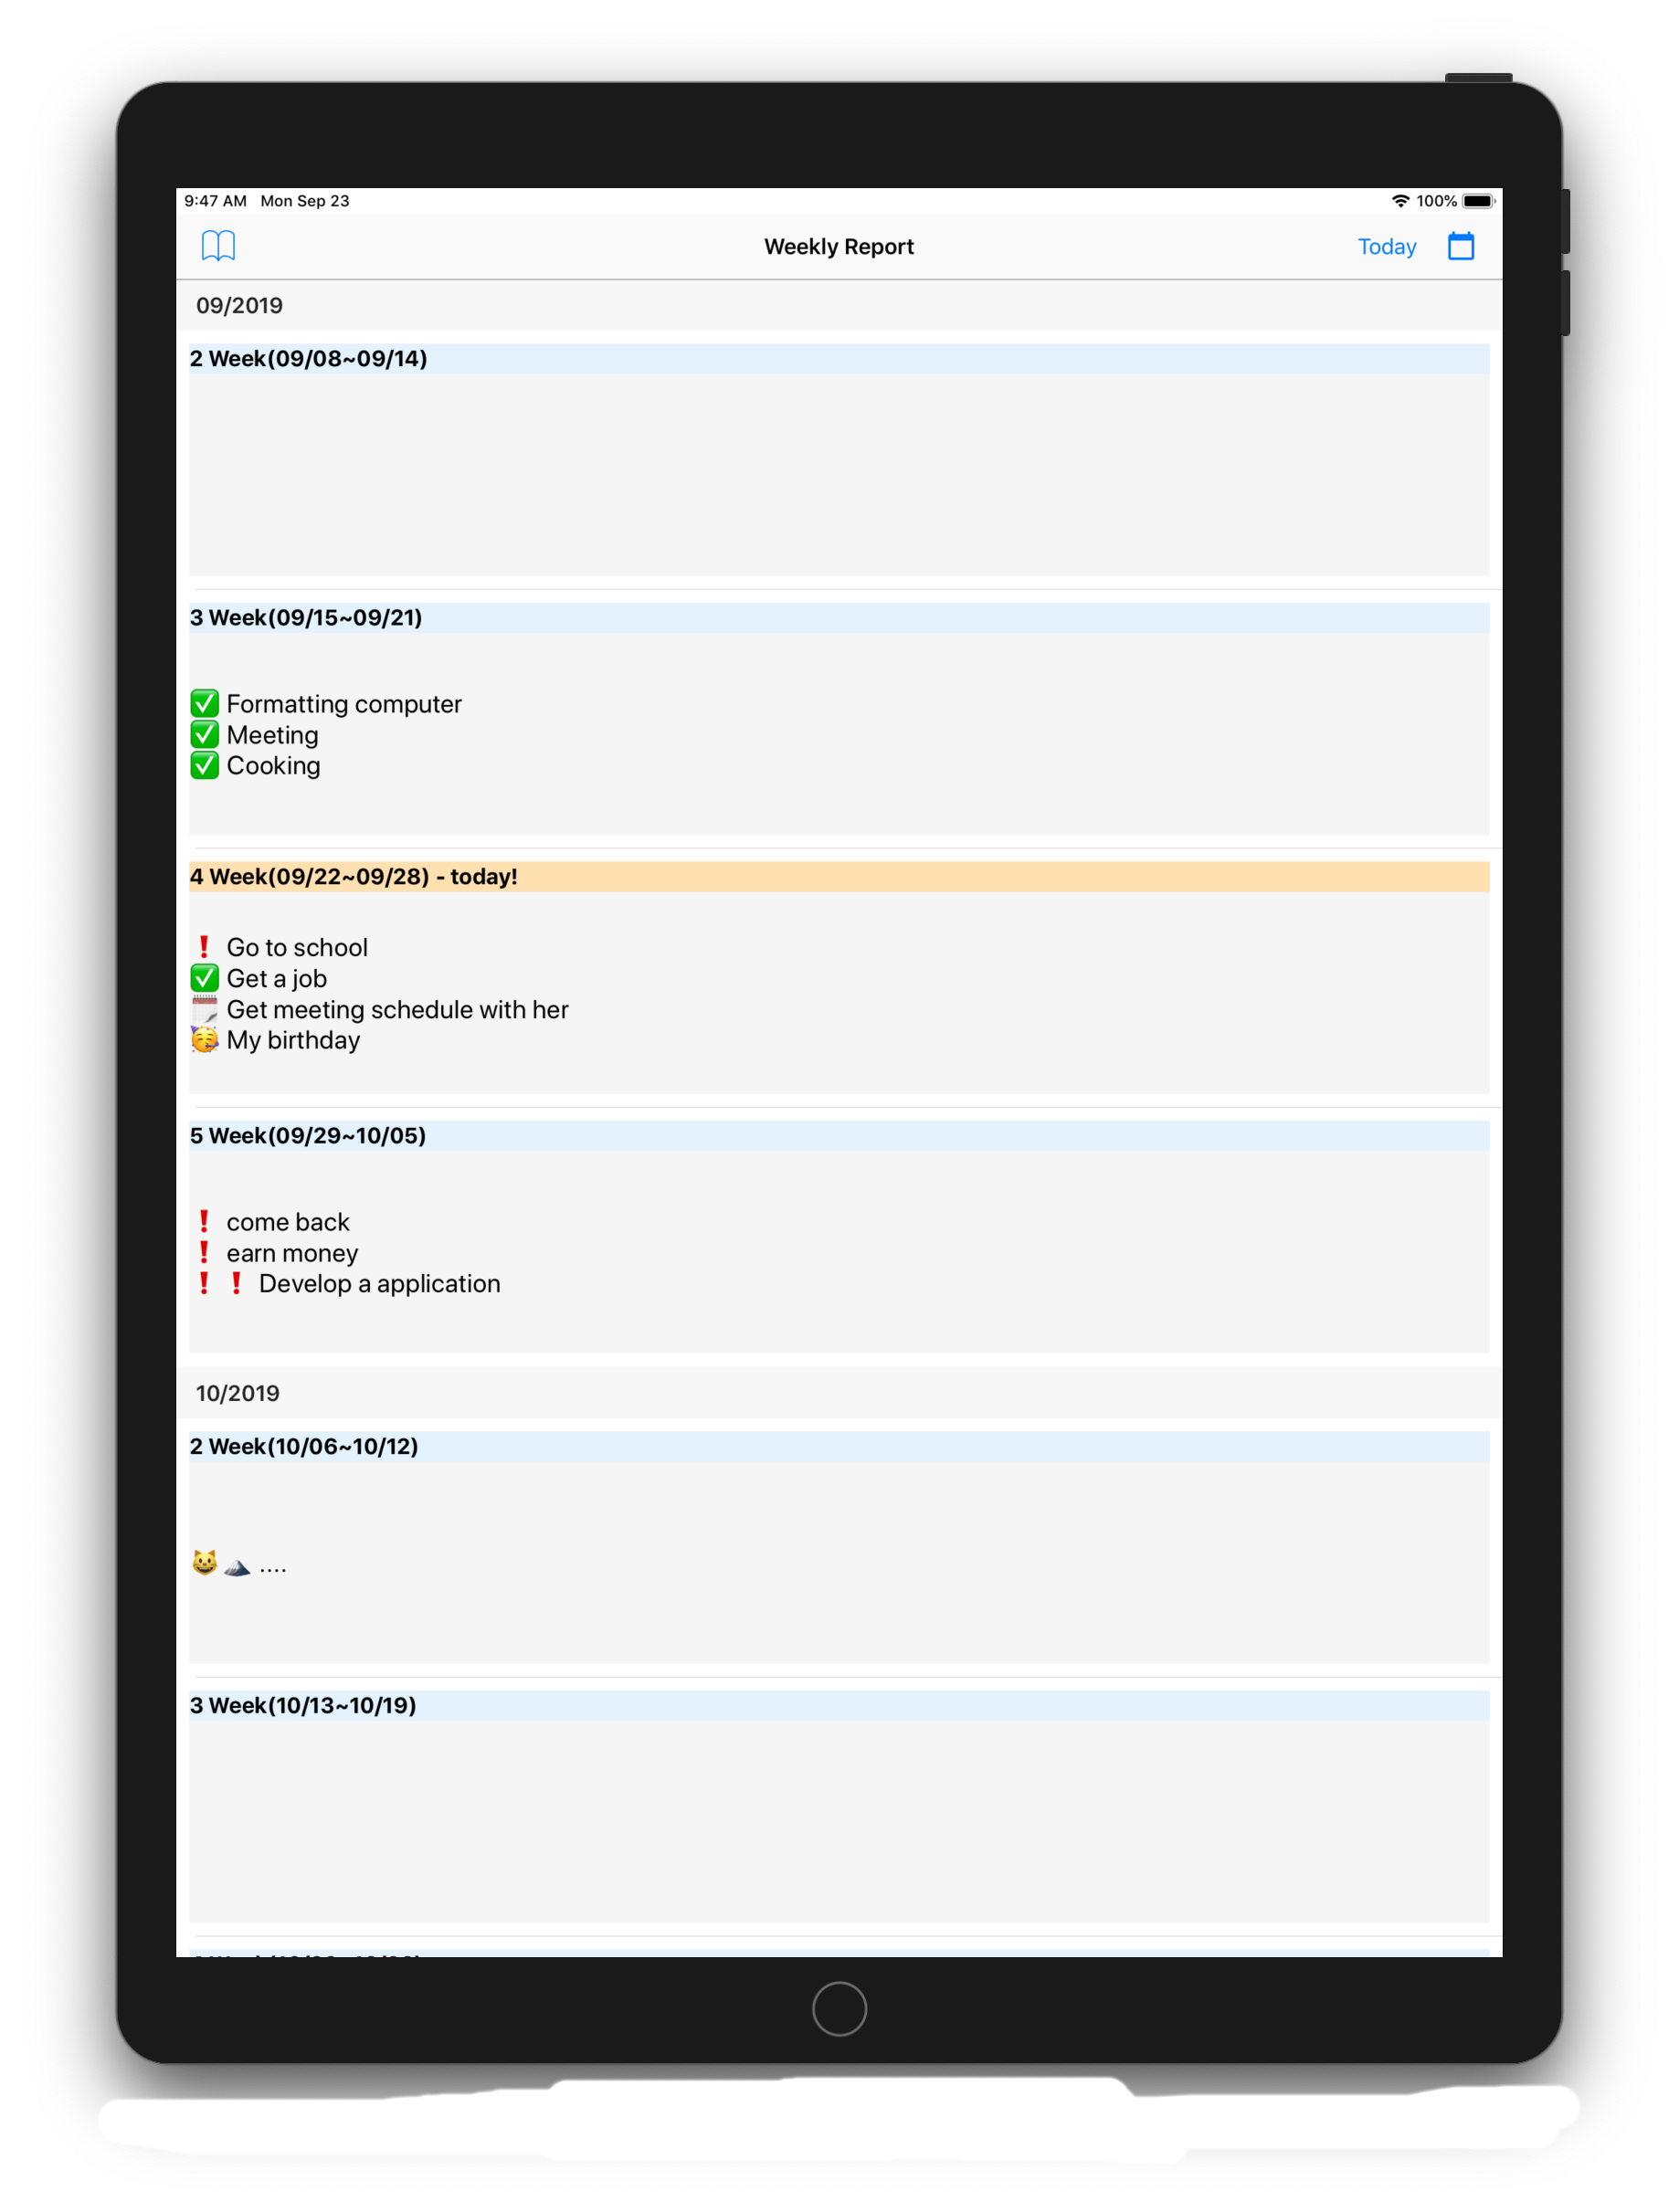 9:47 AM Mon Sep 23 100%
Weekly Report Today
09/2019
2 Week(09/08~09/14)
3 Week(09/15~09/21)
✅ Formatting computer
✅ Meeting
✅ Cooking
4 Week(09/22~09/28) - today!
❗ Go to school
✅ Get a job
🗓 Get meeting schedule with her
🥳 My birthday
5 Week(09/29~10/05)
❗ come back
❗ earn money
❗❗ Develop a application
10/2019
2 Week(10/06~10/12)
😺⛰ ....
3 Week(10/13~10/19)